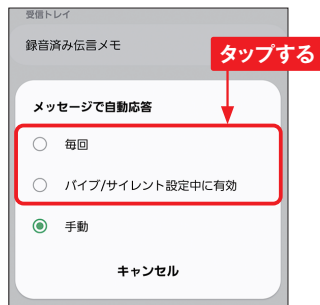 受信トレイ
録音済み伝言メモ
タップする
メッセージで自動応答
毎回
バイブ/サイレント設定中に有効
手動
キャンセル